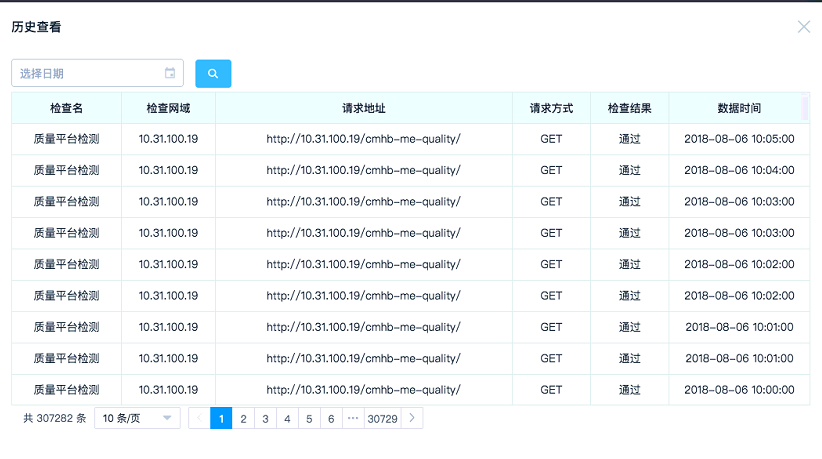 历史查看
选择日期
检查名 检查网域 请求地址 请求方式 检查结果 数据时间
质量平台检测 10.31.100.19 http://10.31.100.19/cmhb-me-quality/ GET 通过 2018-08-06 10:05:00
质量平台检测 10.31.100.19 http://10.31.100.19/cmhb-me-quality/ GET 通过 2018-08-06 10:04:00
质量平台检测 10.31.100.19 http://10.31.100.19/cmhb-me-quality/ GET 通过 2018-08-06 10:03:00
质量平台检测 10.31.100.19 http://10.31.100.19/cmhb-me-quality/ GET 通过 2018-08-06 10:03:00
质量平台检测 10.31.100.19 http://10.31.100.19/cmhb-me-quality/ GET 通过 2018-08-06 10:02:00
质量平台检测 10.31.100.19 http://10.31.100.19/cmhb-me-quality/ GET 通过 2018-08-06 10:02:00
质量平台检测 10.31.100.19 http://10.31.100.19/cmhb-me-quality/ GET 通过 2018-08-06 10:01:00
质量平台检测 10.31.100.19 http://10.31.100.19/cmhb-me-quality/ GET 通过 2018-08-06 10:01:00
质量平台检测 10.31.100.19 http://10.31.100.19/cmhb-me-quality/ GET 通过 2018-08-06 10:00:00
共 307282 条 10 条/页 1 2 3 4 5 6 ··· 30729